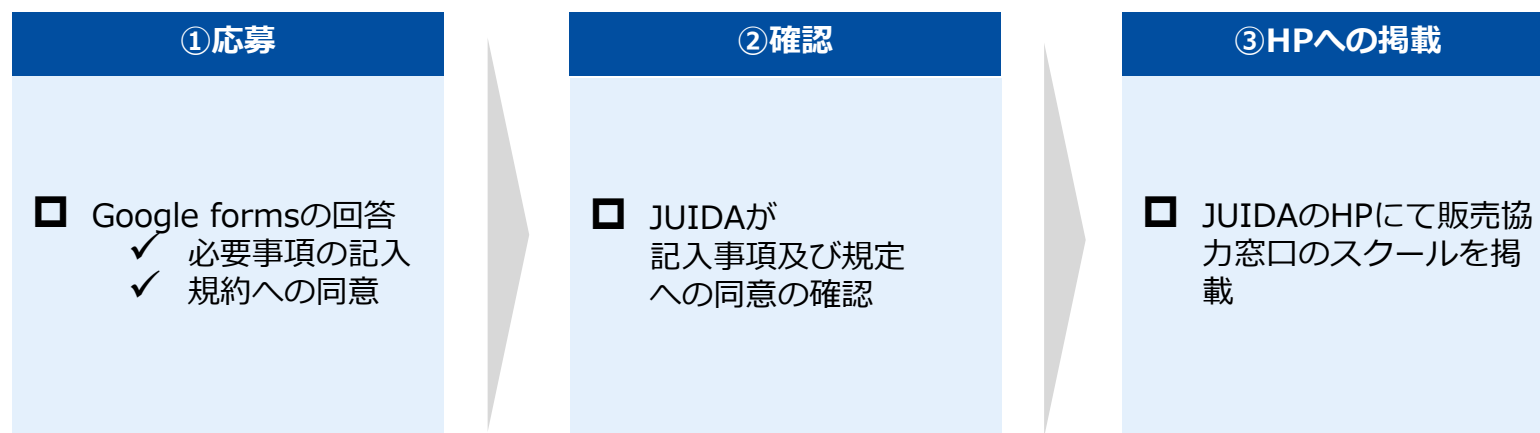 ①応募
Google formsの回答
必要事項の記入
規約への同意
②確認
JUIDAが
記入事項及び規定
への同意の確認
③HPへの掲載
JUIDAのHPにて販売協
力窓口のスクールを掲
載